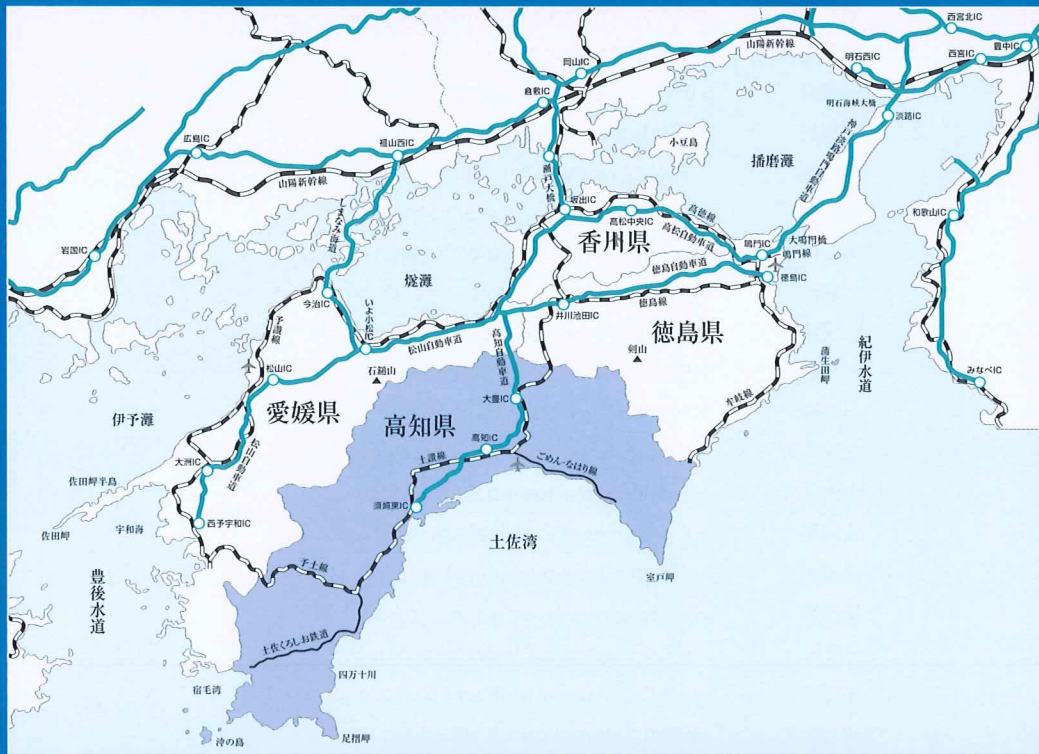 西宮北IC
豊中IC
山陽新幹線
西宮IC
明石西IC
岡山IC
倉敷IC
明石海峡大橋
淡路IC
広島IC
福山西IC
小豆島
播磨灘
神戸淡路鳴門自動車道
山陽新幹線
瀬戸大橋
しまなみ海道
坂出IC
高松中央IC
高徳線
高松自動車道
和歌山IC
岩国IC
香川県
鳴門IC
大鳴門橋
鳴門線
燧灘
徳島自動車道
徳島IC
今治IC
井川池田IC
徳島線
いよ小松IC
予讃線
松山自動車道
高知自動車道
徳島県
剣山
紀伊水道
蒲生田岬
松山IC
石鎚山
みなべIC
大豊IC
牟岐線
愛媛県
高知県
伊予灘
松山自動車道
高知IC
土讃線
ごめん・なはり線
大洲IC
佐田岬半島
須崎東IC
佐田岬
宇和海
西予宇和IC
土佐湾
室戸岬
予土線
豊後水道
土佐くろしお鉄道
四万十川
宿毛湾
沖の島
足摺岬